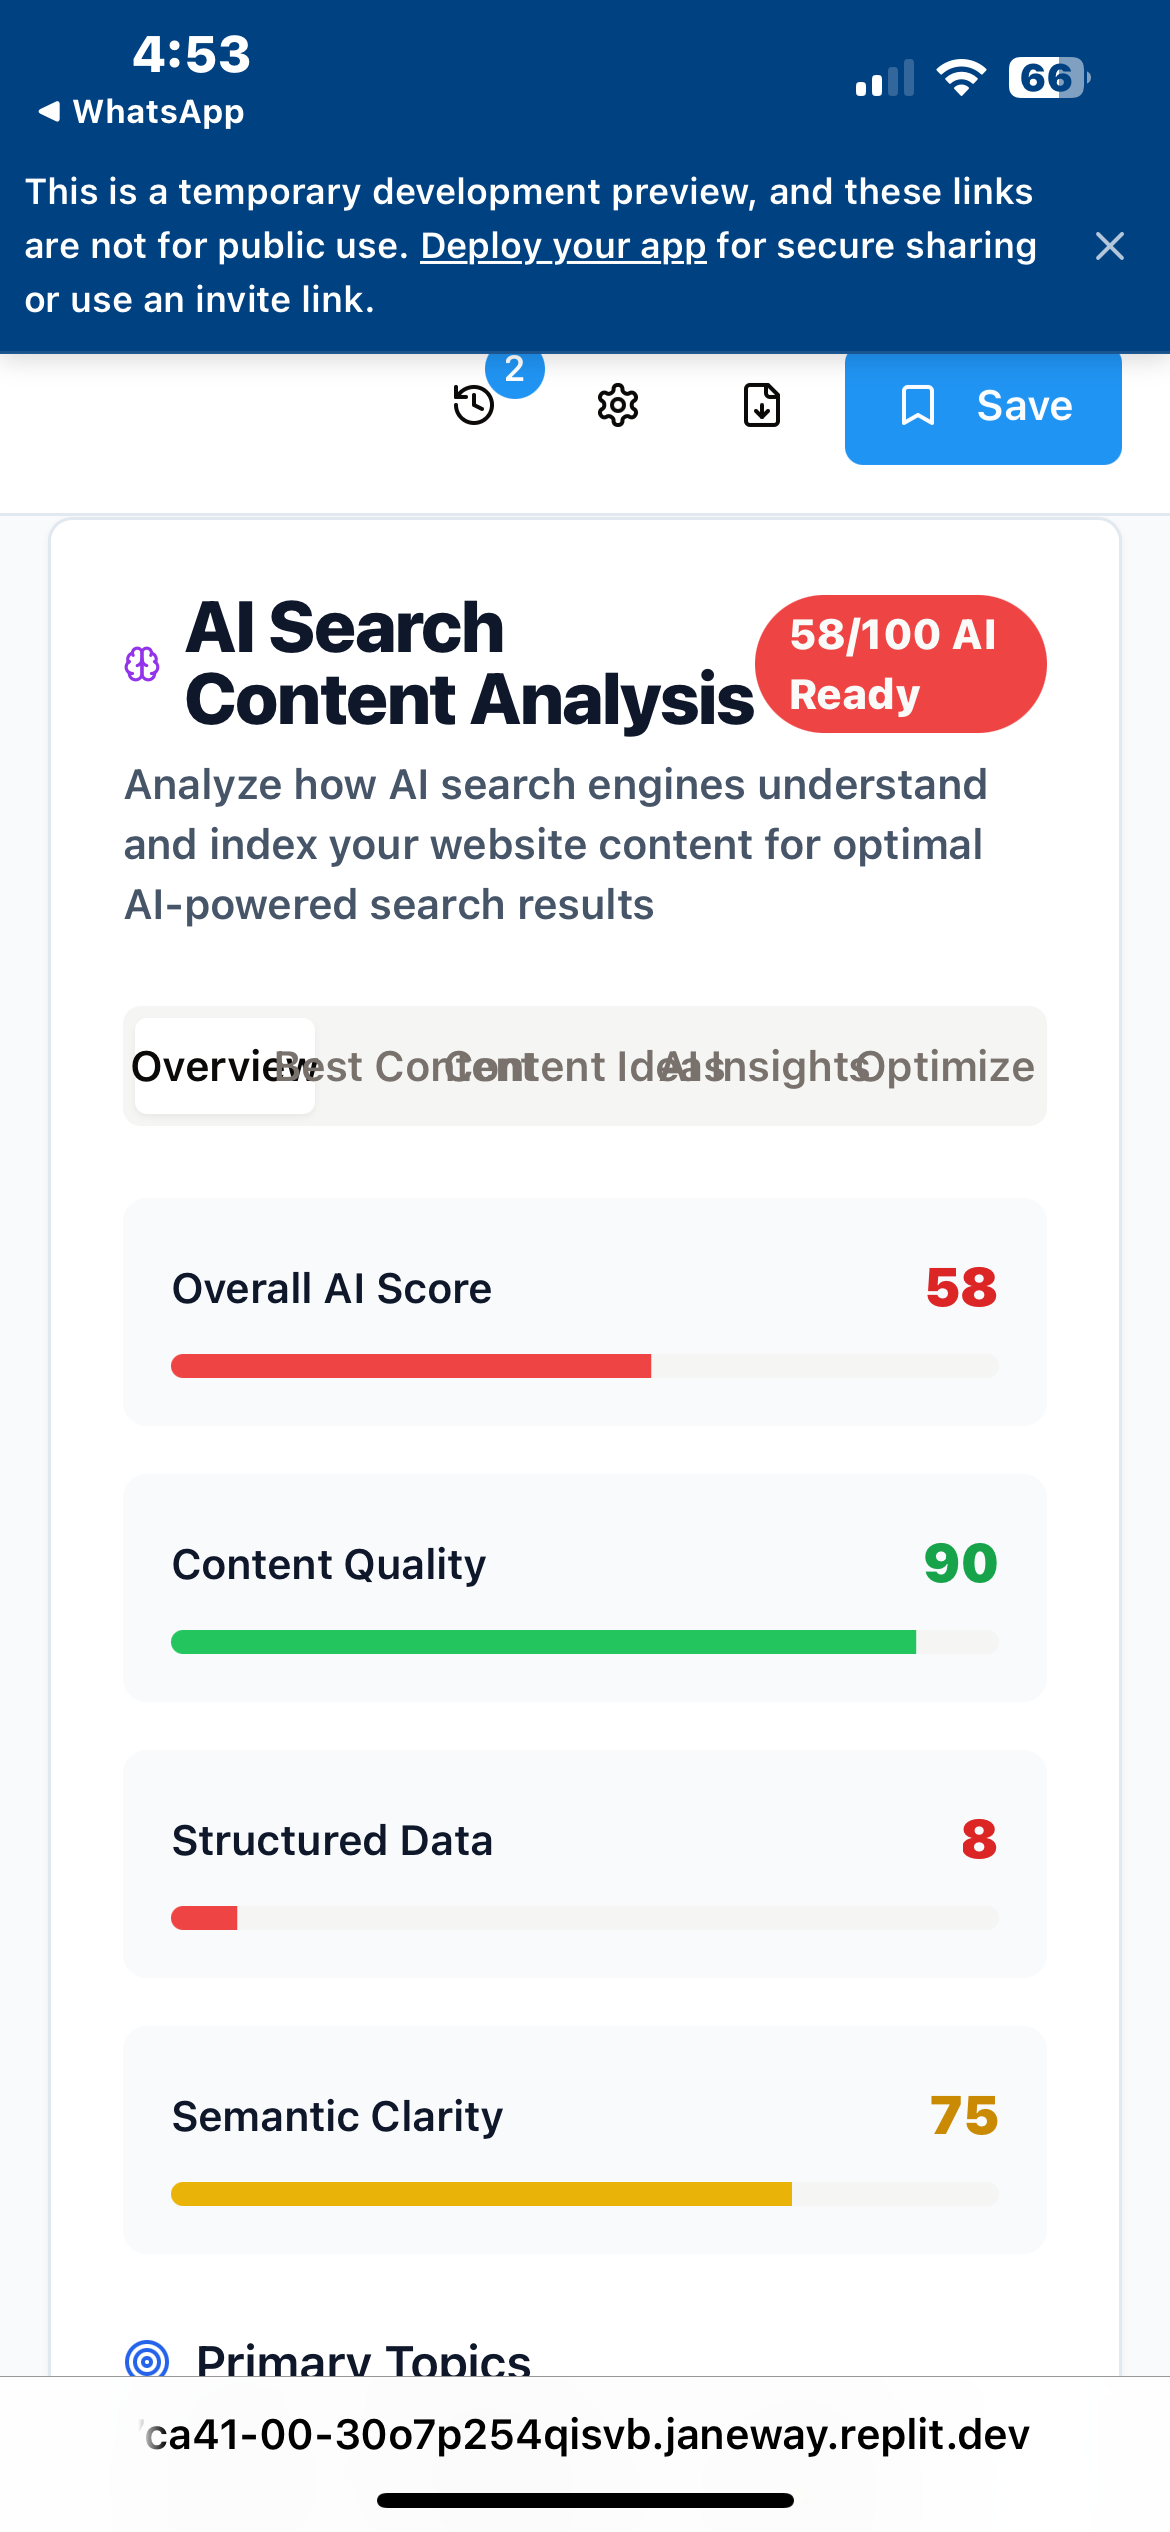 4:53
66
WhatsApp
This is a temporary development preview, and these links
are not for public use. Deploy your app for secure sharing
or use an invite link.
2
Save
AI Search
Content Analysis
58/100 AI
Ready
Analyze how AI search engines understand
and index your website content for optimal
AI-powered search results
Overview Best Content Content Ideas AI Insights Optimize
Overall AI Score 58
Content Quality 90
Structured Data 8
Semantic Clarity 75
Primary Topics
ca41-00-30o7p254qisvb.janeway.replit.dev